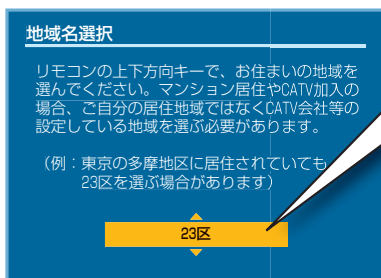 地域名選択
リモコンの上下方向キーで、お住まいの地域を
選んでください。マンション居住やCATV加入の
場合、ご自分の居住地域ではなくCATV会社等の
設定している地域を選ぶ必要があります。
（例：東京の多摩地区に居住されていても
23区を選ぶ場合があります）
23区